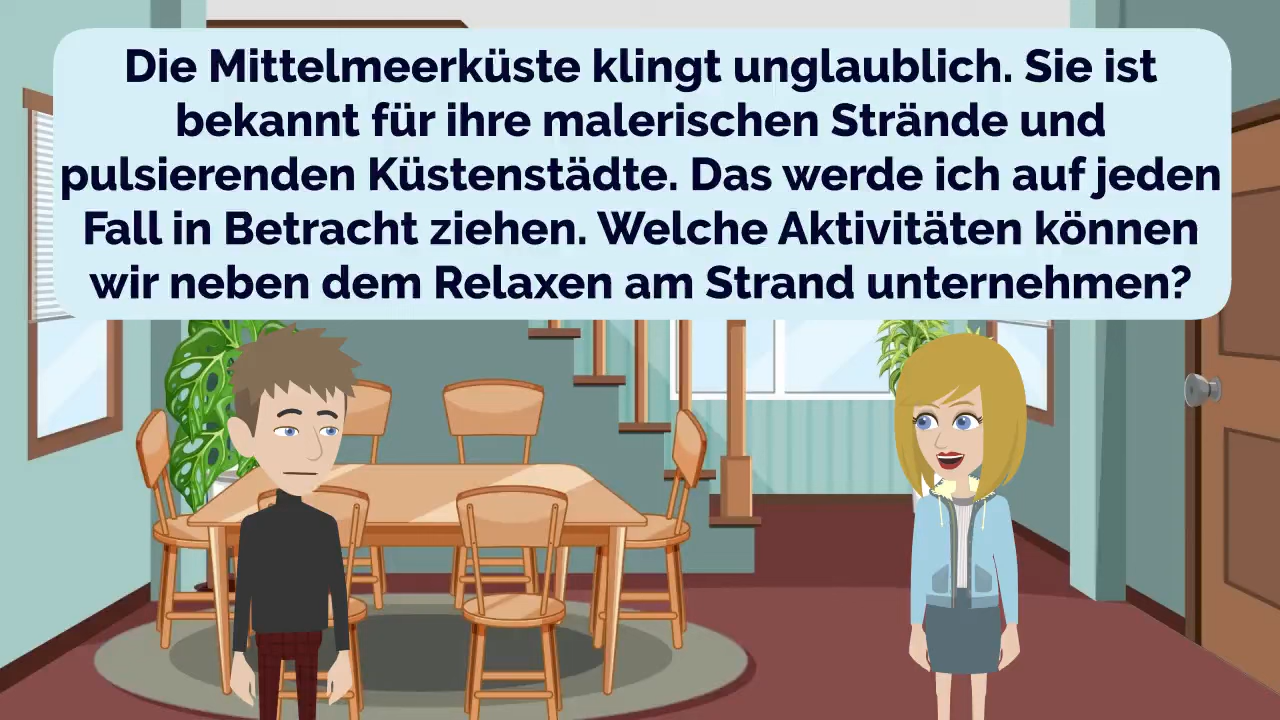 Die Mittelmeerküste klingt unglaublich. Sie ist
bekannt für ihre malerischen Strände und
pulsierenden Küstenstädte. Das werde ich auf jeden
Fall in Betracht ziehen. Welche Aktivitäten können
wir neben dem Relaxen am Strand unternehmen?